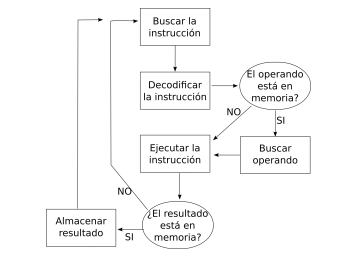 Buscar la
instrucción
Decodificar
la instrucción
El operando
está en
memoria?
NO
SI
Ejecutar la
instrucción
Buscar
operando
NO
¿El resultado
está en
memoria?
SI
Almacenar
resultado